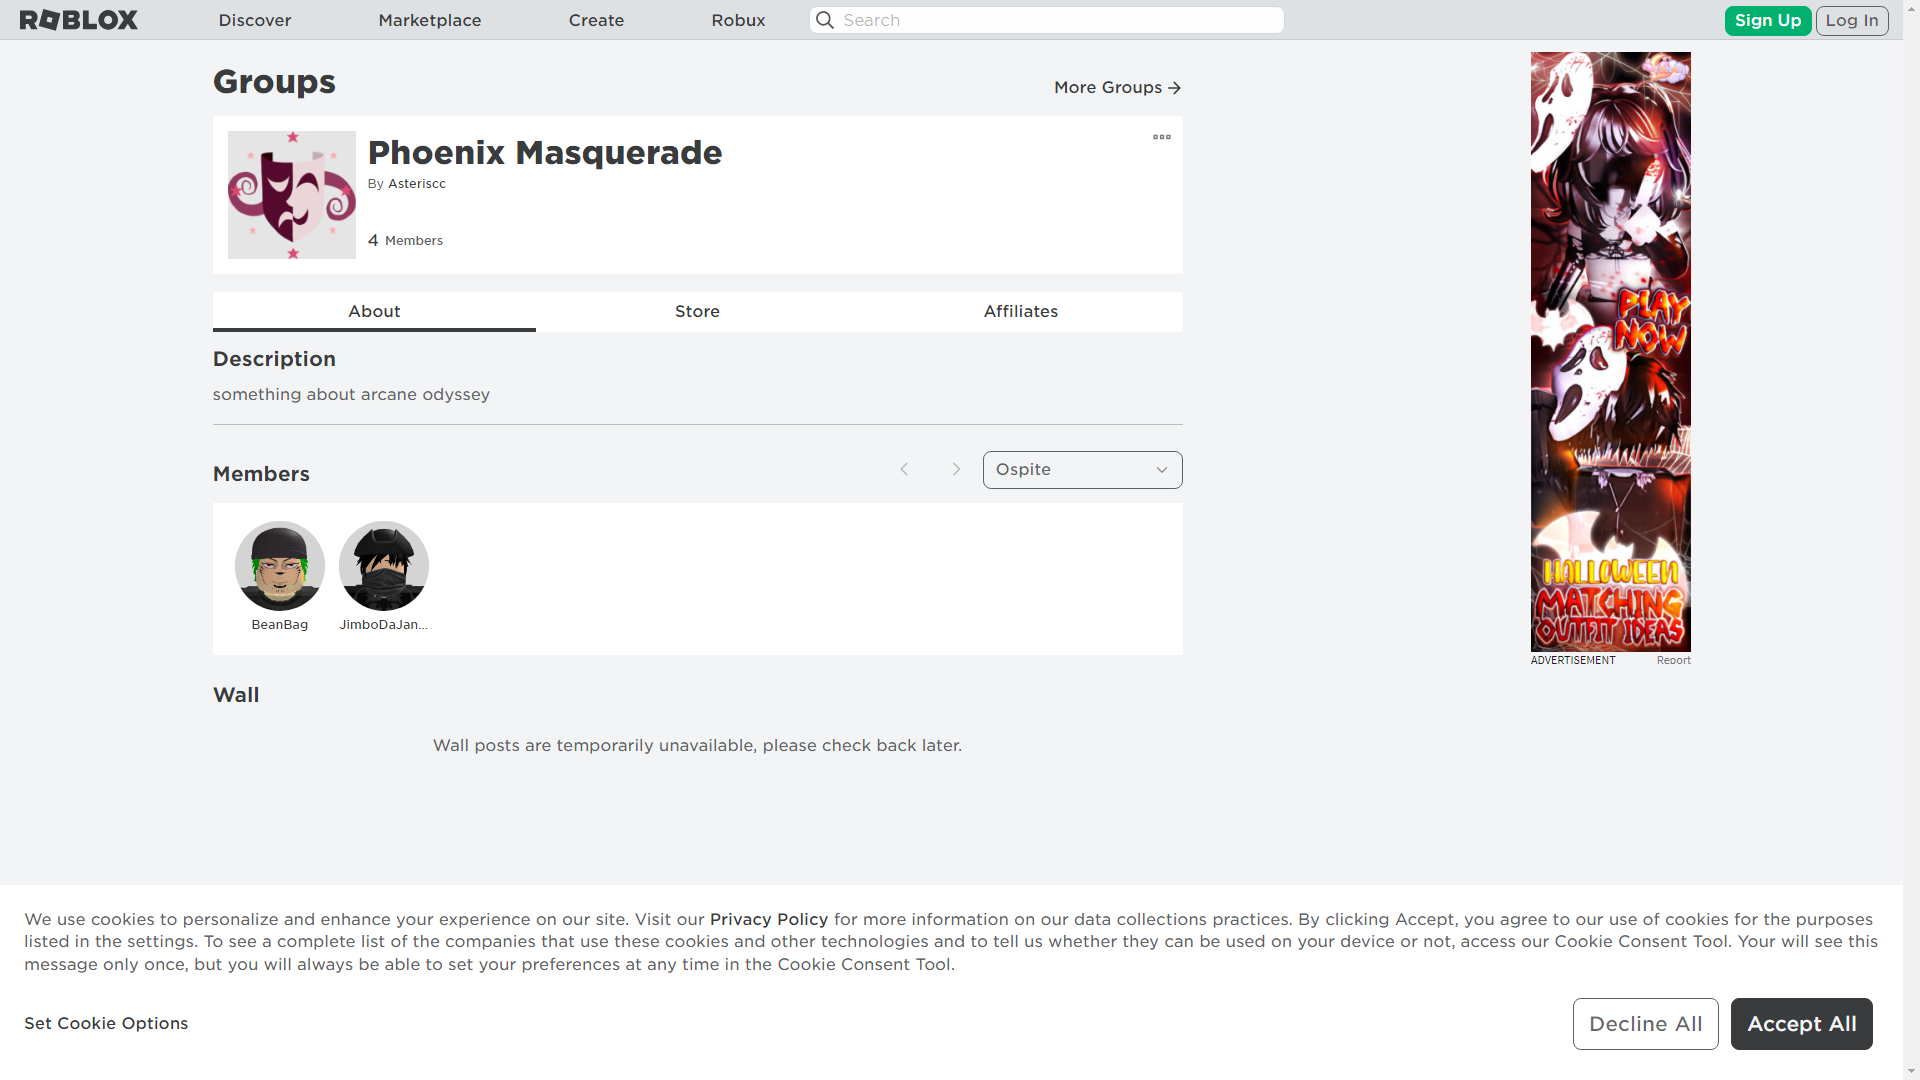 ROBLOX
Discover
Marketplace
Create
Robux
Search
Sign Up
Log In
Groups
More Groups
Phoenix Masquerade
By Asteriscc
4 Members
About
Store
Affiliates
Description
something about arcane odyssey
Members
Ospite
BeanBag
JimboDaJan...
Wall
Wall posts are temporarily unavailable, please check back later.
PLAY
NOW
HALLOWEEN
MATCHING
OUTFIT IDEAS
ADVERTISEMENT
Report
We use cookies to personalize and enhance your experience on our site. Visit our Privacy Policy for more information on our data collections practices. By clicking Accept, you agree to our use of cookies for the purposes
listed in the settings. To see a complete list of the companies that use these cookies and other technologies and to tell us whether they can be used on your device or not, access our Cookie Consent Tool. Your will see this
message only once, but you will always be able to set your preferences at any time in the Cookie Consent Tool.
Set Cookie Options
Decline All
Accept All